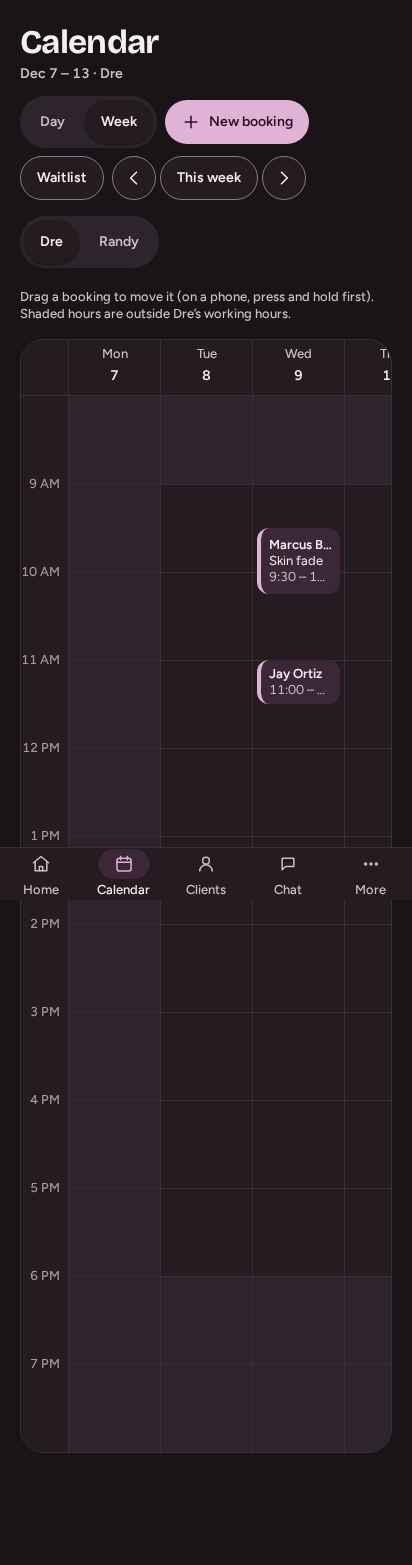 Calendar
Dec 7 – 13 · Dre
Day Week New booking
Waitlist This week
Dre Randy
Drag a booking to move it (on a phone, press and hold first).
Shaded hours are outside Dre's working hours.
Mon Tue Wed
7 8 9
9 AM
Marcus B…
Skin fade
9:30 – 1…
10 AM
11 AM
Jay Ortiz
11:00 – …
12 PM
1 PM
Home Calendar Clients Chat More
2 PM
3 PM
4 PM
5 PM
6 PM
7 PM